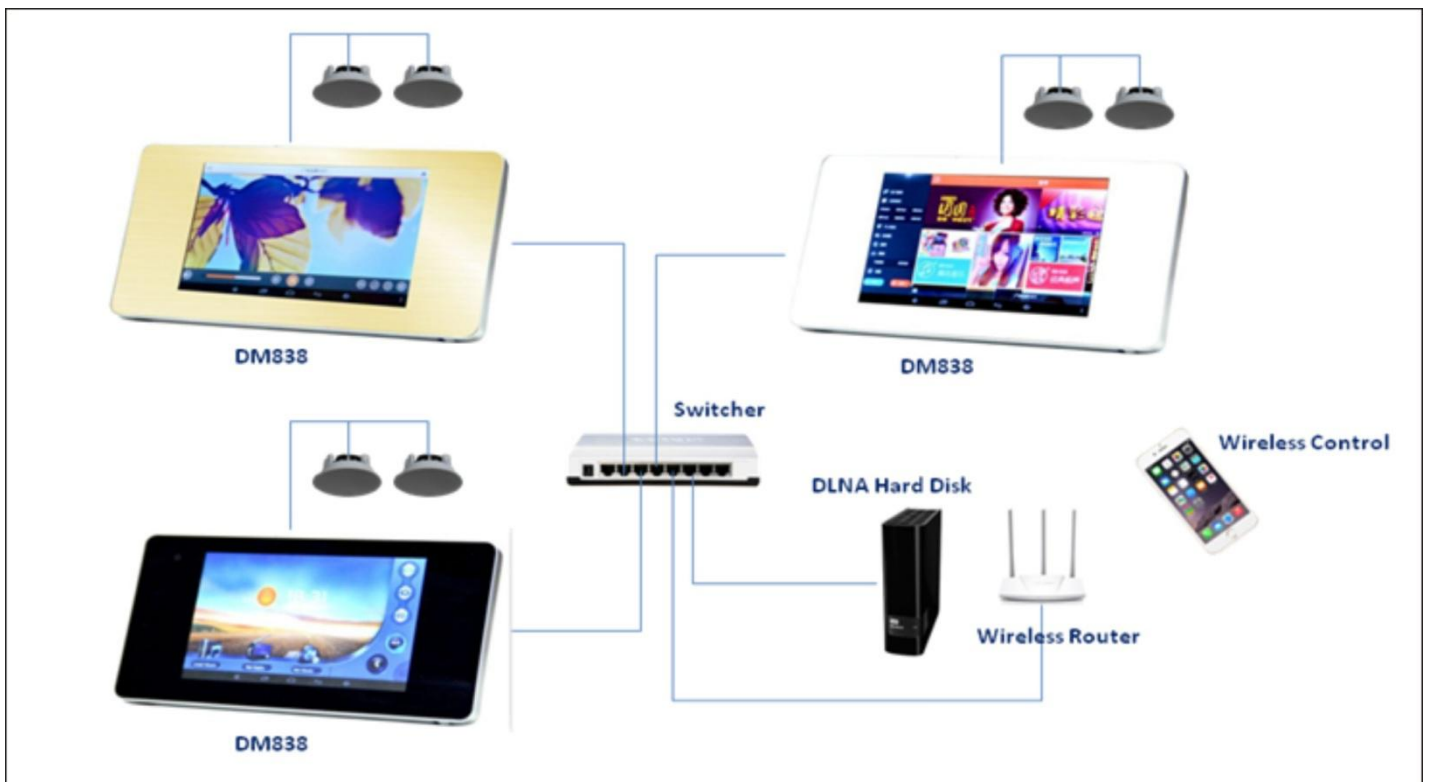 DM838
DM838
Switcher
Wireless Control
DLNA Hard Disk
Wireless Router
DM838